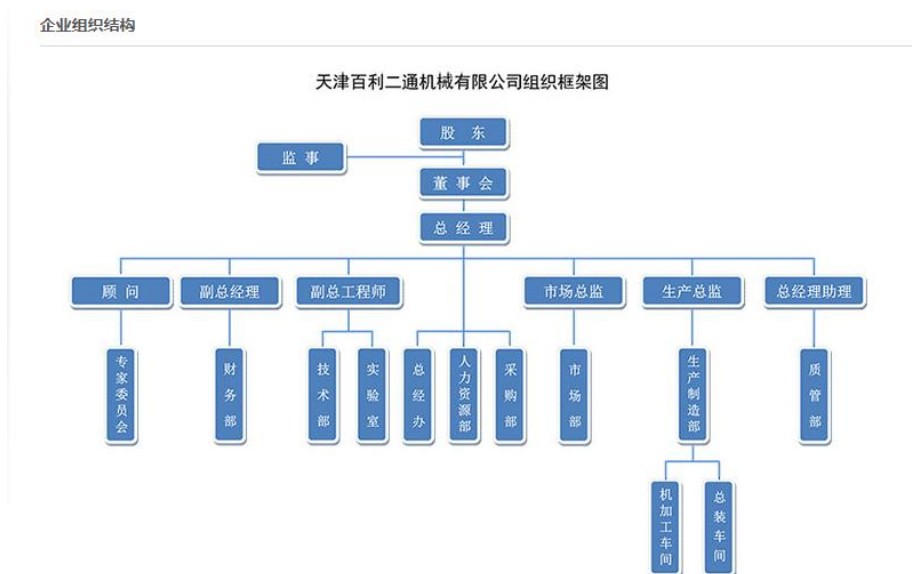 企业组织结构
天津百利二通机械有限公司组织框架图
股 东
监 事
董 事 会
总 经 理
顾 问
副总经理
副总工程师
市场总监
生产总监
总经理助理
专家委员会
财务部
技术部
实验室
总经办
人力资源部
采购部
市场部
生产制造部
质管部
机加工车间
总装车间